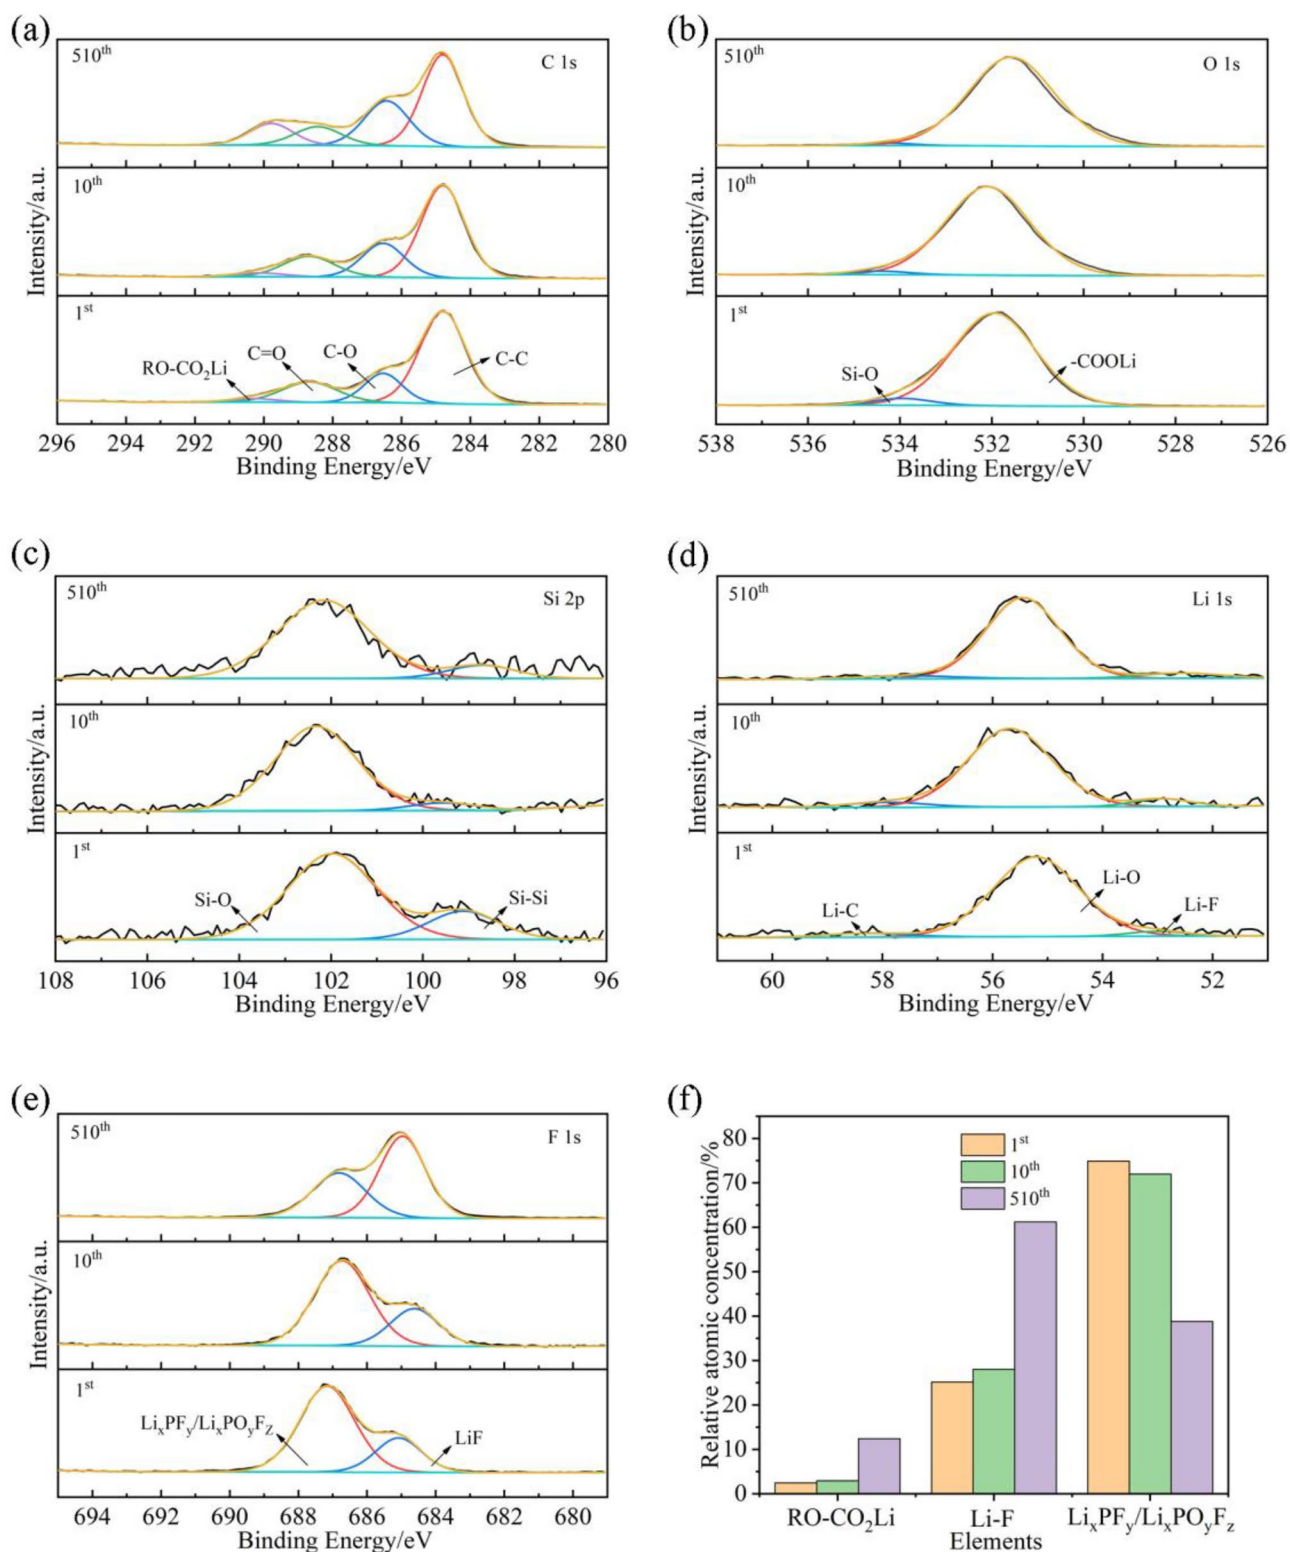 (a)
510th
C 1s
10th
1st
RO-CO2Li
C=O
C-O
C-C
Intensity/a.u.
296 294 292 290 288 286 284 282 280
Binding Energy/eV
(b)
510th
O 1s
10th
1st
Si-O
-COOLi
Intensity/a.u.
538 536 534 532 530 528 526
Binding Energy/eV
(c)
510th
Si 2p
10th
1st
Si-O
Si-Si
Intensity/a.u.
108 106 104 102 100 98 96
Binding Energy/eV
(d)
510th
Li 1s
10th
1st
Li-C
Li-O
Li-F
Intensity/a.u.
60 58 56 54 52
Binding Energy/eV
(e)
510th
F 1s
10th
1st
LixPFy/LixPOyFZ
LiF
Intensity/a.u.
694 692 690 688 686 684 682 680
Binding Energy/eV
(f)
1st
10th
510th
Relative atomic concentration/%
80
70
60
50
40
30
20
10
0
RO-CO2Li Li-F LixPFy/LixPOyFz
Elements